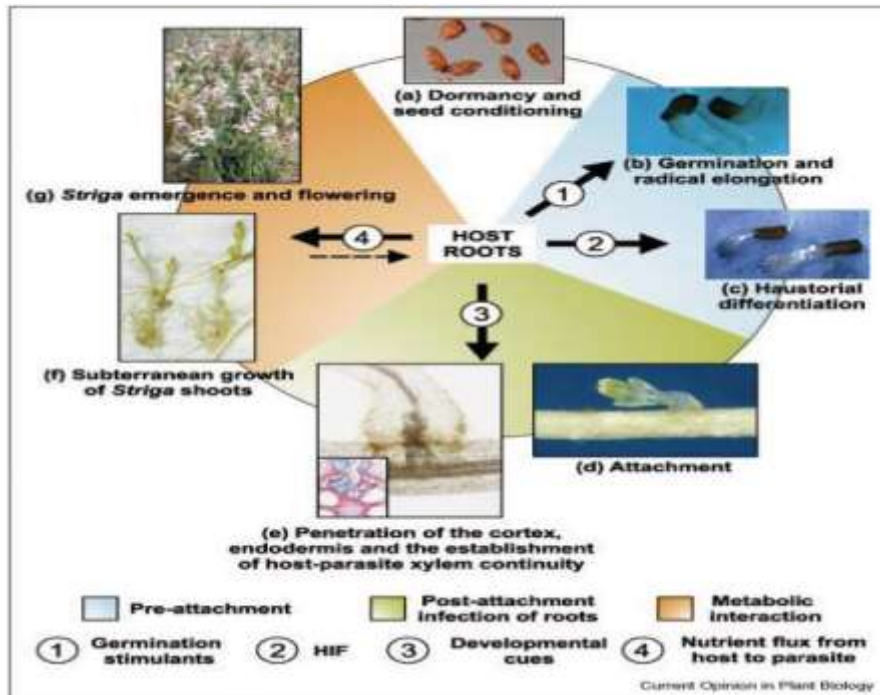 (a) Dormancy and
seed conditioning
(b) Germination and
radical elongation
(g) Striga emergence and flowering
1
4
HOST
ROOTS
2
(c) Haustorial
differentiation
3
(f) Subterranean growth
of Striga shoots
(d) Attachment
(e) Penetration of the cortex,
endodermis and the establishment
of host-parasite xylem continuity
Pre-attachment
Post-attachment
infection of roots
Metabolic
interaction
1 Germination
stimulants
2 HIF
3 Developmental
cues
4 Nutrient flux from
host to parasite
Current Opinion in Plant Biology